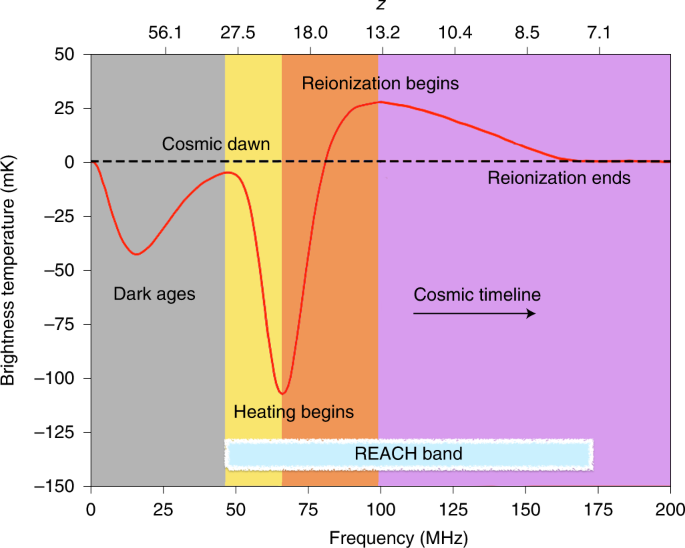 z
56.1 27.5 18.0 13.2 10.4 8.5 7.1
50
Reionization begins
25
Cosmic dawn
0
Reionization ends
−25
−50
Dark ages
Cosmic timeline
−75
−100
Heating begins
−125
REACH band
−150
0 25 50 75 100 125 150 175 200
Frequency (MHz)
Brightness temperature (mK)